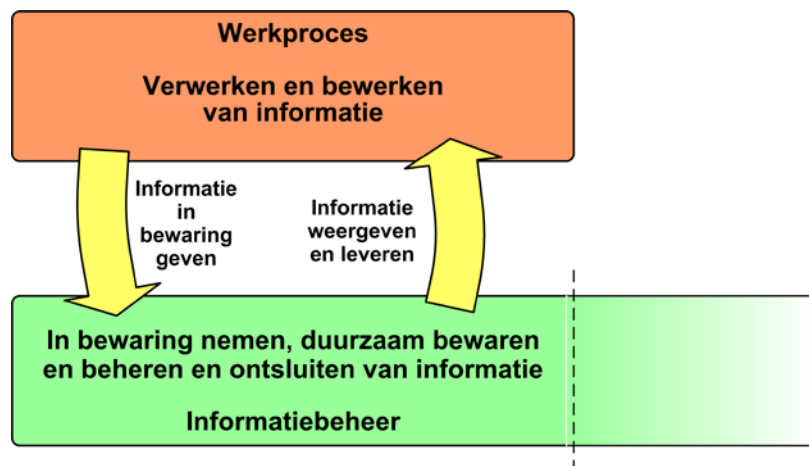 Werkproces
Verwerken en bewerken
van informatie
Informatie
in
bewaring
geven
Informatie
weergeven
en leveren
In bewaring nemen, duurzaam bewaren
en beheren en ontsluiten van informatie
Informatiebeheer